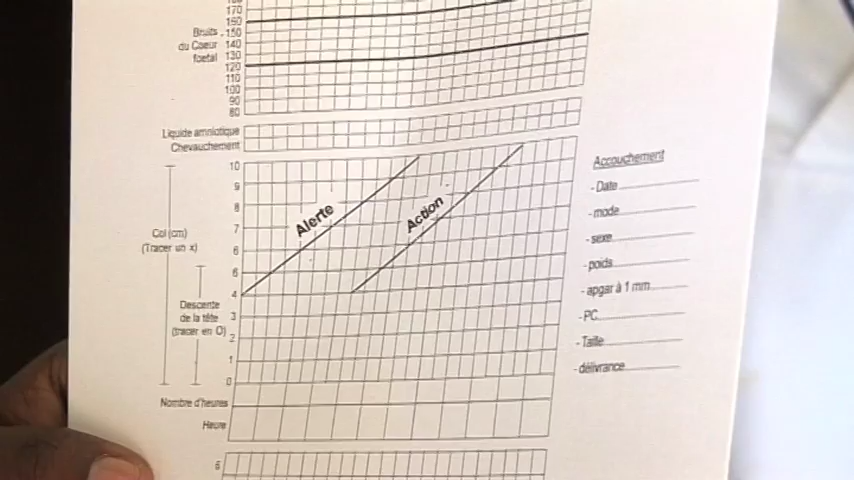 170
160
Bruits
150
du Coeur
140
foetal
130
120
110
100
90
80
Liquide amniotique
Chevauchement
10
9
8
7
6
5
4
3
2
1
0
Alerte
Action
Col (cm)
(Tracer un x)
Descente
de la tête
(tracer en O)
Nombre d'heures
Heure
5
Accouchement
- Date
- mode
- sexe
- poids
- apgar à 1 mm
- PC
- Taille
- délivrance